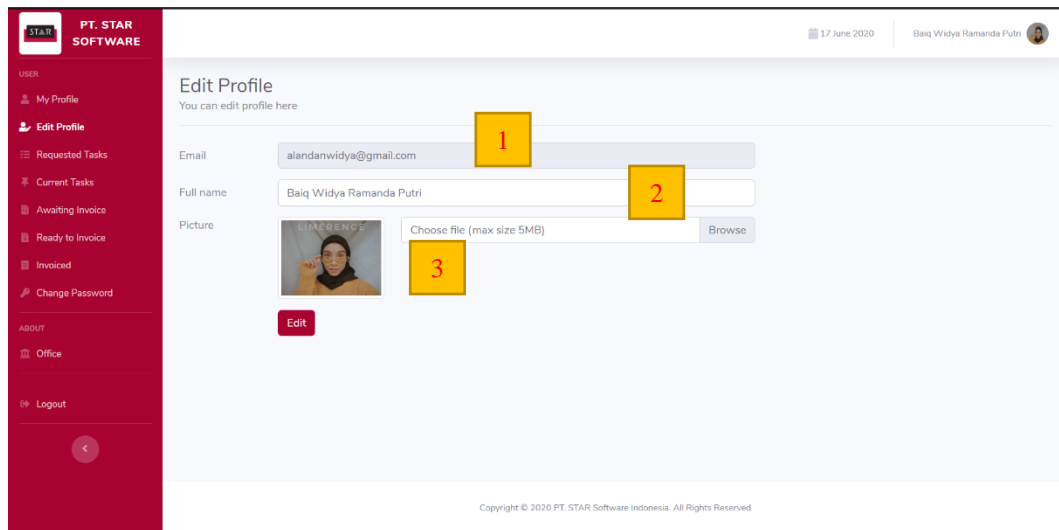 STAR
PT. STAR
SOFTWARE
17 June 2020
Baiq Widya Ramanda Putri
USER
My Profile
Edit Profile
Requested Tasks
Current Tasks
Awaiting Invoice
Ready to Invoice
Invoiced
Change Password
ABOUT
Office
Logout
Edit Profile
You can edit profile here
1
Email
alandanwidya@gmail.com
2
Full name
Baiq Widya Ramanda Putri
Picture
LIMERENCE
Choose file (max size 5MB)
Browse
3
Edit
Copyright © 2020 PT. STAR Software Indonesia. All Rights Reserved